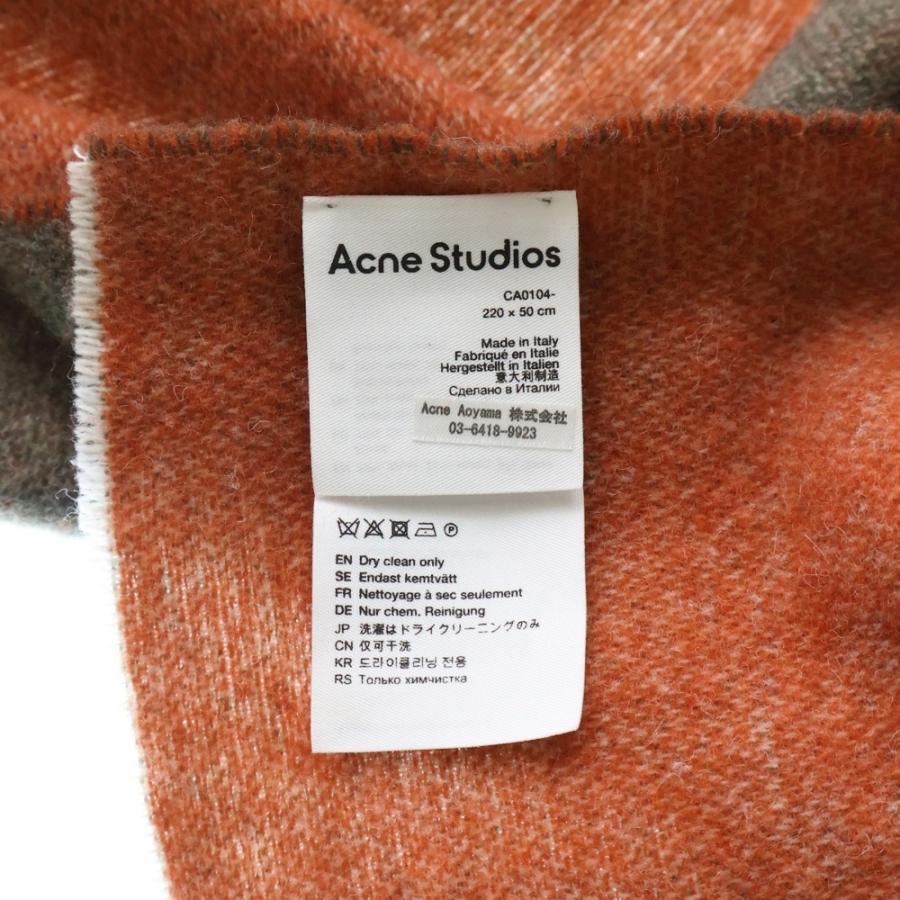 Acne Studios
CA0104-
220 x 50 cm
Made in Italy
Fabriqué en Italie
Hergestellt in Italien
意大利制造
Сделано в Италии
Acne Aoyama 株式会社
03-6418-9923
P
EN Dry clean only
SE Endast kemtvätt
FR Nettoyage à sec seulement
DE Nur chem. Reinigung
JP 洗濯はドライクリーニングのみ
CN 仅可干洗
KR 드라이클리닝 전용
RS Только химчистка